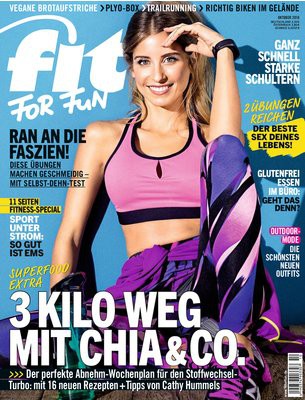 VEGANE BROTAUFSTRICHE > PLYO-BOX > TRAILRUNNING > RICHTIG BIKEN IM GELÄNDE
fit
FOR FUN
OKTOBER 2016
GANZ
SCHNELL
STARKE
SCHULTERN
2 ÜBUNGEN
REICHEN
DER BESTE
SEX DEINES
LEBENS!
RAN AN DIE
FASZIEN!
DIESE ÜBUNGEN
MACHEN GESCHMEIDIG –
MIT SELBST-DEHN-TEST
GLUTENFREI
ESSEN
IM BÜRO:
GEHT DAS
DENN?
11 SEITEN
FITNESS-SPECIAL
SPORT
UNTER
STROM:
SO GUT
IST EMS
OUTDOOR-
MODE
DIE
SCHÖNSTEN
NEUEN
OUTFITS
SUPERFOOD
EXTRA
3 KILO WEG
MIT CHIA & CO.
>>> Der perfekte Abnehm-Wochenplan für den Stoffwechsel-
Turbo: mit 16 neuen Rezepten + Tipps von Cathy Hummels